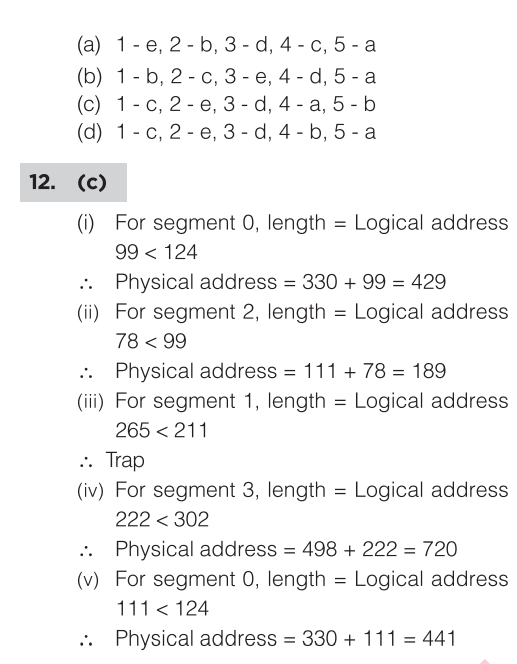 (a) 1 - e, 2 - b, 3 - d, 4 - c, 5 - a
(b) 1 - b, 2 - c, 3 - e, 4 - d, 5 - a
(c) 1 - c, 2 - e, 3 - d, 4 - a, 5 - b
(d) 1 - c, 2 - e, 3 - d, 4 - b, 5 - a
12. (c)
(i) For segment 0, length = Logical address
99 < 124
∴ Physical address = 330 + 99 = 429
(ii) For segment 2, length = Logical address
78 < 99
∴ Physical address = 111 + 78 = 189
(iii) For segment 1, length = Logical address
265 < 211
∴ Trap
(iv) For segment 3, length = Logical address
222 < 302
∴ Physical address = 498 + 222 = 720
(v) For segment 0, length = Logical address
111 < 124
∴ Physical address = 330 + 111 = 441